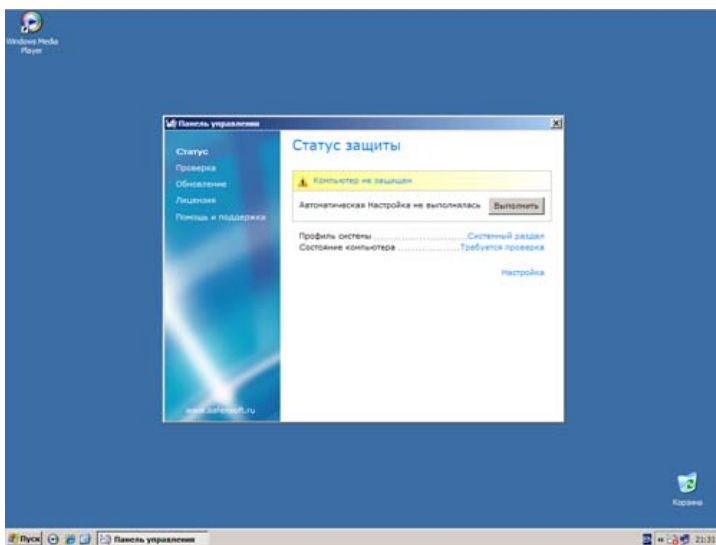 Windows Media
Player
Панель управления
Статус
Проверка
Обновление
Лицензия
Помощь и поддержка
www.safensoft.ru
Статус защиты
Компьютер не защищен
Автоматическая Настройка не выполнялась
Выполнить
Профиль системы Системный раздел
Состояние компьютера Требуется проверка
Настройка
Корзина
Пуск
Панель управления
21:31